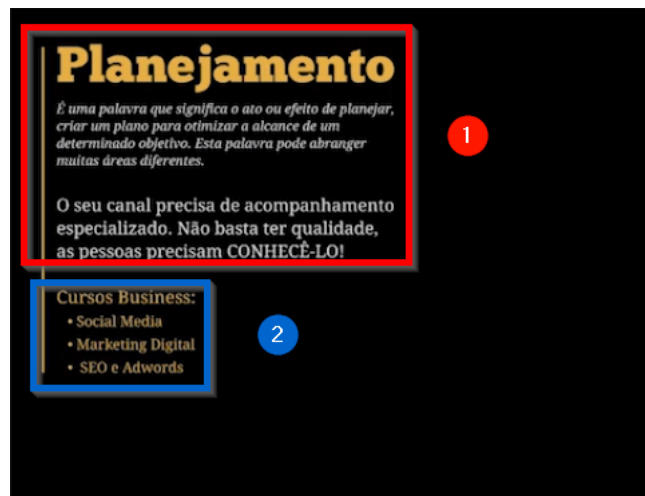 Planejamento
É uma palavra que significa o ato ou efeito de planejar,
criar um plano para otimizar a alcance de um
determinado objetivo. Esta palavra pode abranger
muitas áreas diferentes.
O seu canal precisa de acompanhamento
especializado. Não basta ter qualidade,
as pessoas precisam CONHECÊ-LO!
1
Cursos Business:
• Social Media
• Marketing Digital
• SEO e Adwords
2